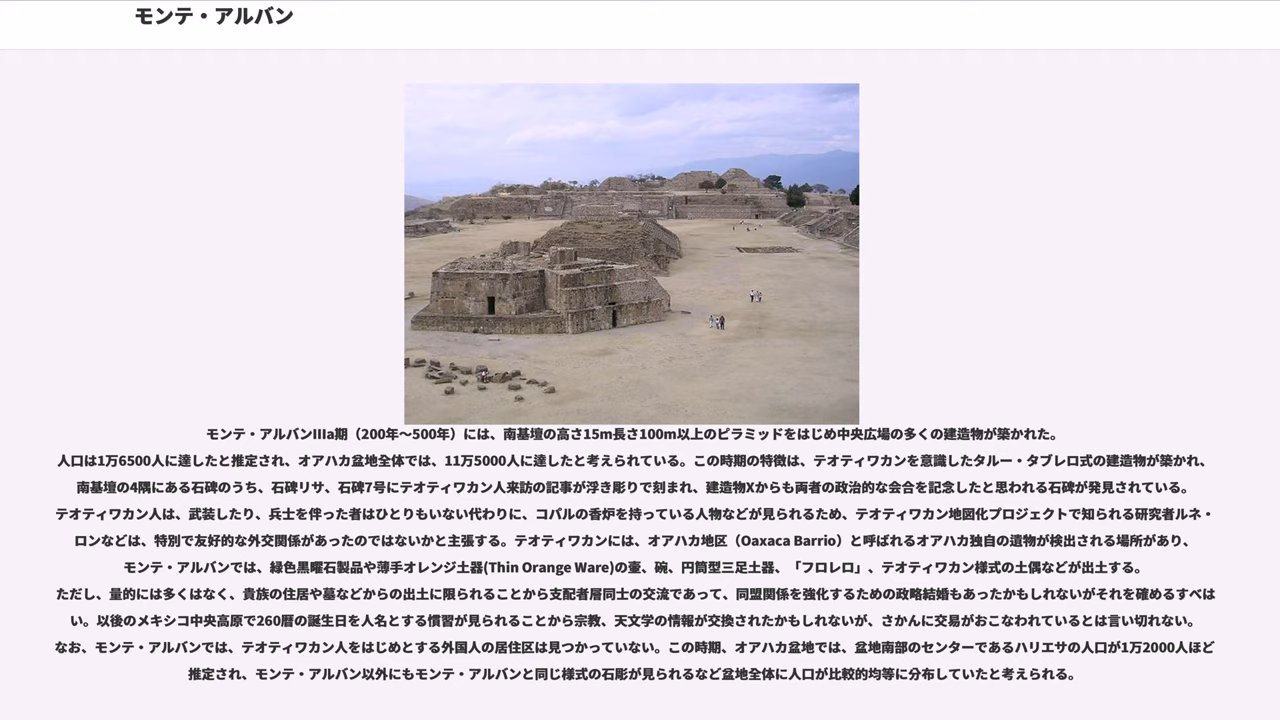 モンテ・アルバン
モンテ・アルバンIIIa期（200年～500年）には、南基壇の高さ15m長さ100m以上のピラミッドをはじめ中央広場の多くの建造物が築かれた。
人口は1万6500人に達したと推定され、オアハカ盆地全体では、11万5000人に達したと考えられている。この時期の特徴は、テオティワカンを意識したタルー・タブレロ式の建造物が築かれ、
南基壇の4隅にある石碑のうち、石碑リサ、石碑7号にテオティワカン人来訪の記事が浮き彫りで刻まれ、建造物Xからも両者の政治的な会合を記念したと思われる石碑が発見されている。
テオティワカン人は、武装したり、兵士を伴った者はひとりもいない代わりに、コパルの香炉を持っている人物などが見られるため、テオティワカン地図化プロジェクトで知られる研究者ルネ・
ロンなどは、特別で友好的な外交関係があったのではないかと主張する。テオティワカンには、オアハカ地区（Oaxaca Barrio）と呼ばれるオアハカ独自の遺物が検出される場所があり、
モンテ・アルバンでは、緑色黒曜石製品や薄手オレンジ土器(Thin Orange Ware)の壷、碗、円筒型三足土器、「フロレロ」、テオティワカン様式の土偶などが出土する。
ただし、量的には多くはなく、貴族の住居や墓などからの出土に限られることから支配者層同士の交流であって、同盟関係を強化するための政略結婚もあったかもしれないがそれを確めるすべは
い。以後のメキシコ中央高原で260暦の誕生日を人名とする慣習が見られることから宗教、天文学の情報が交換されたかもしれないが、さかんに交易がおこなわれているとは言い切れない。
なお、モンテ・アルバンでは、テオティワカン人をはじめとする外国人の居住区は見つかっていない。この時期、オアハカ盆地では、盆地南部のセンターであるハリエサの人口が1万2000人ほど
推定され、モンテ・アルバン以外にもモンテ・アルバンと同じ様式の石彫が見られるなど盆地全体に人口が比較的均等に分布していたと考えられる。